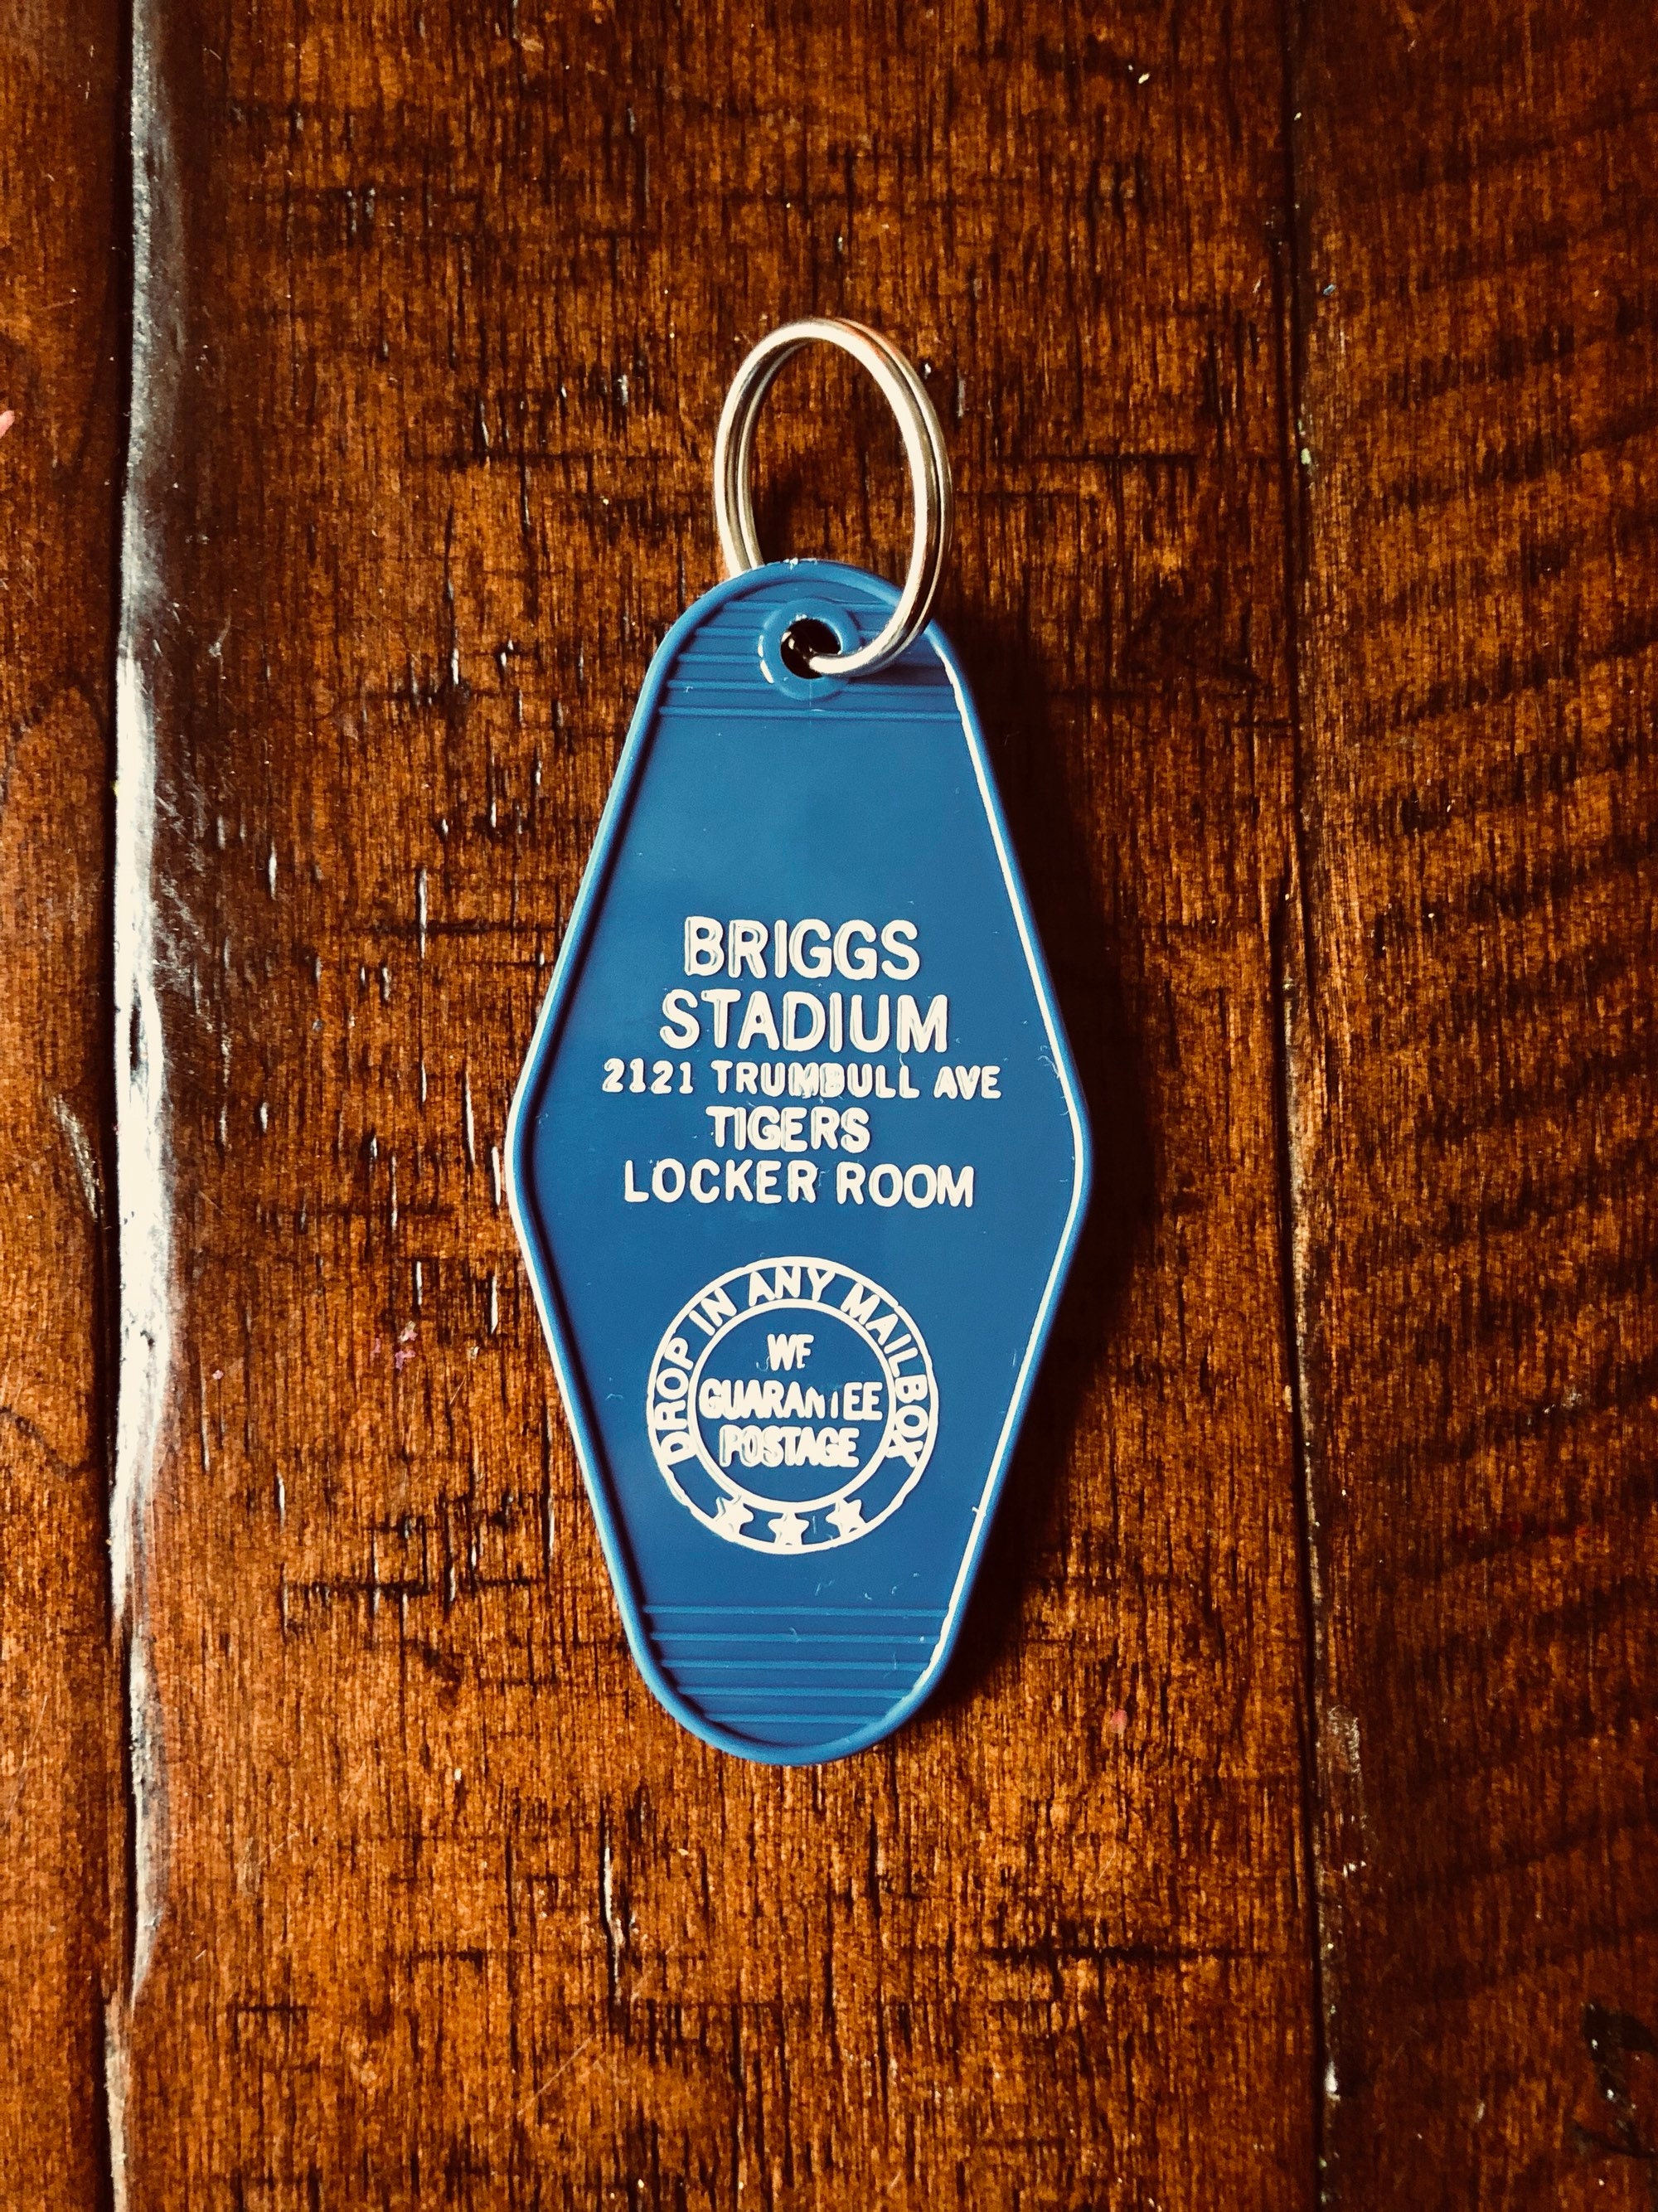 BRIGGS
STADIUM
2121 TRUMBULL AVE
TIGERS
LOCKER ROOM
DROP IN ANY MAILBOX
WE
GUARANTEE
POSTAGE